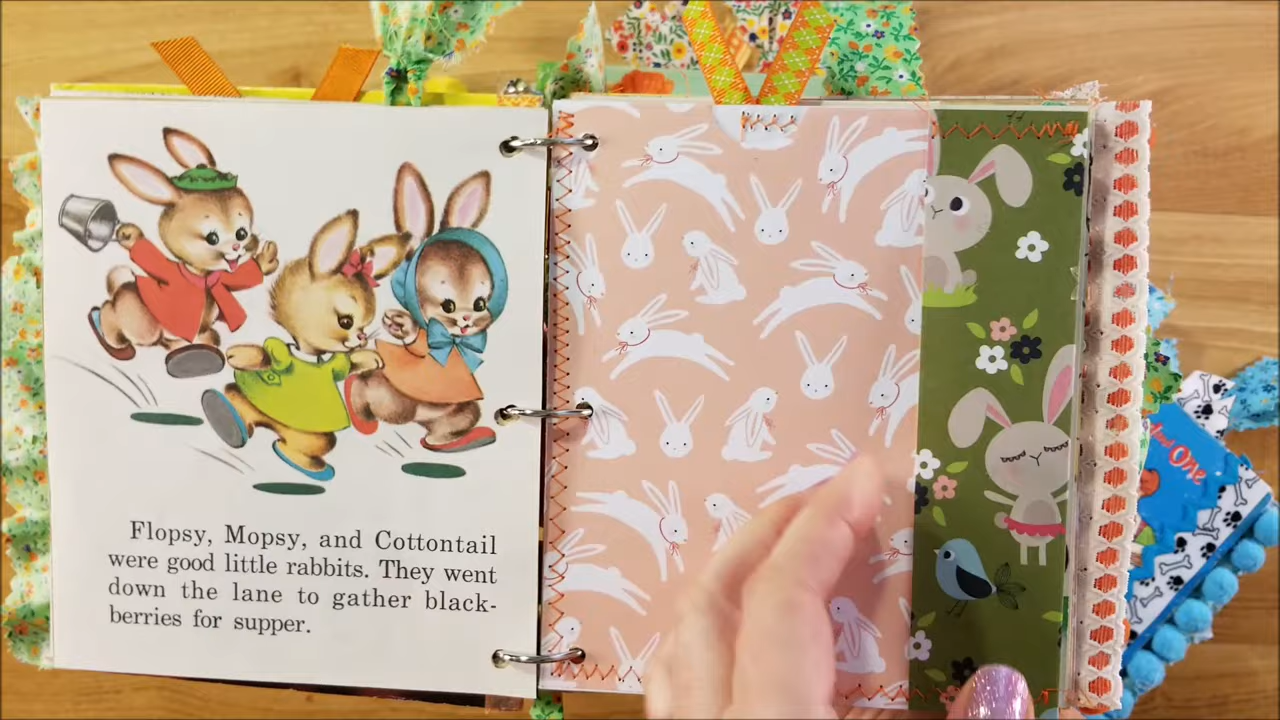 Flopsy, Mopsy, and Cottontail
were good little rabbits. They went
down the lane to gather black-
berries for supper.